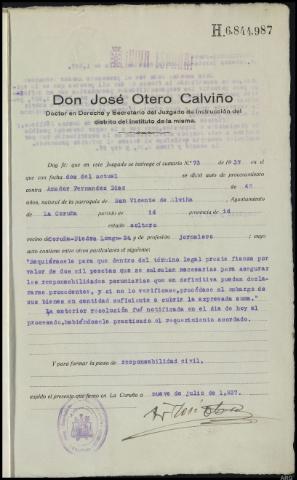 H.6.844.987
Don José Otero Calviño
Doctor en Derecho y Secretario del Juzgado de instrucción del
distrito del Instituto de la misma.
Doy fe: que en este Juzgado se instruye el sumario N.º 73 de 19 37 en el
que con fecha dos del actual se dictó auto de procesamiento
contra Amador Fernandez Diaz de 42
años, natural de la parroquia de San Vicente de Elviña Ayuntamiento
de La Coruña partido de id provincia de id
estado soltero
vecino de Coruña-Piedra Longa-24 y de profesión jornalero ; cuyo
auto contiene entre otros particulares el siguiente:
"Requiérasele para que dentro del término legal preste fianza por
valor de dos mil pesetas que se calculan necesarias para asegurar
las responsabilidades pecuniarias que en definitiva puedan decla-
rarse procedentes, y si no lo verificase, procédase al embargo de
sus bienes en cantidad suficiente a cubrir la expresada suma."
La anterior resolución fué notificada en el dia de hoy al
procesado, habiéndosele practicado el requerimiento acordado.
Y para formar la pieza de responsabilidad civil,
expido el presente que firmo en La Coruña a nueve de julio de 1.937.
ARG